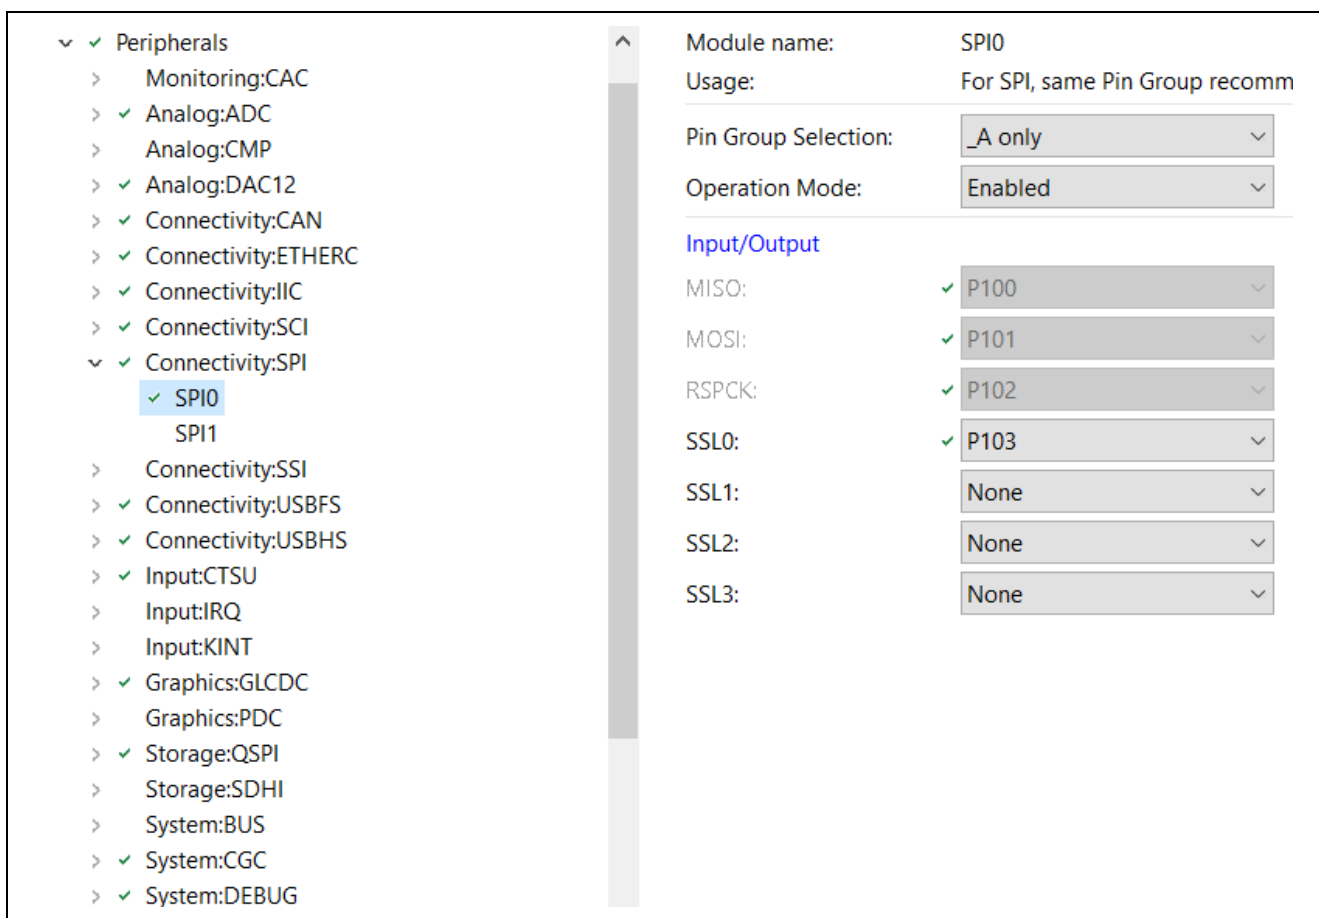 Peripherals
Monitoring:CAC
Analog:ADC
Analog:CMP
Analog:DAC12
Connectivity:CAN
Connectivity:ETHERC
Connectivity:IIC
Connectivity:SCI
Connectivity:SPI
SPI0
SPI1
Connectivity:SSI
Connectivity:USBFS
Connectivity:USBHS
Input:CTSU
Input:IRQ
Input:KINT
Graphics:GLCDC
Graphics:PDC
Storage:QSPI
Storage:SDHI
System:BUS
System:CGC
System:DEBUG
Module name: SPI0
Usage: For SPI, same Pin Group recomm
Pin Group Selection: _A only
Operation Mode: Enabled
Input/Output
MISO: P100
MOSI: P101
RSPCK: P102
SSL0: P103
SSL1: None
SSL2: None
SSL3: None